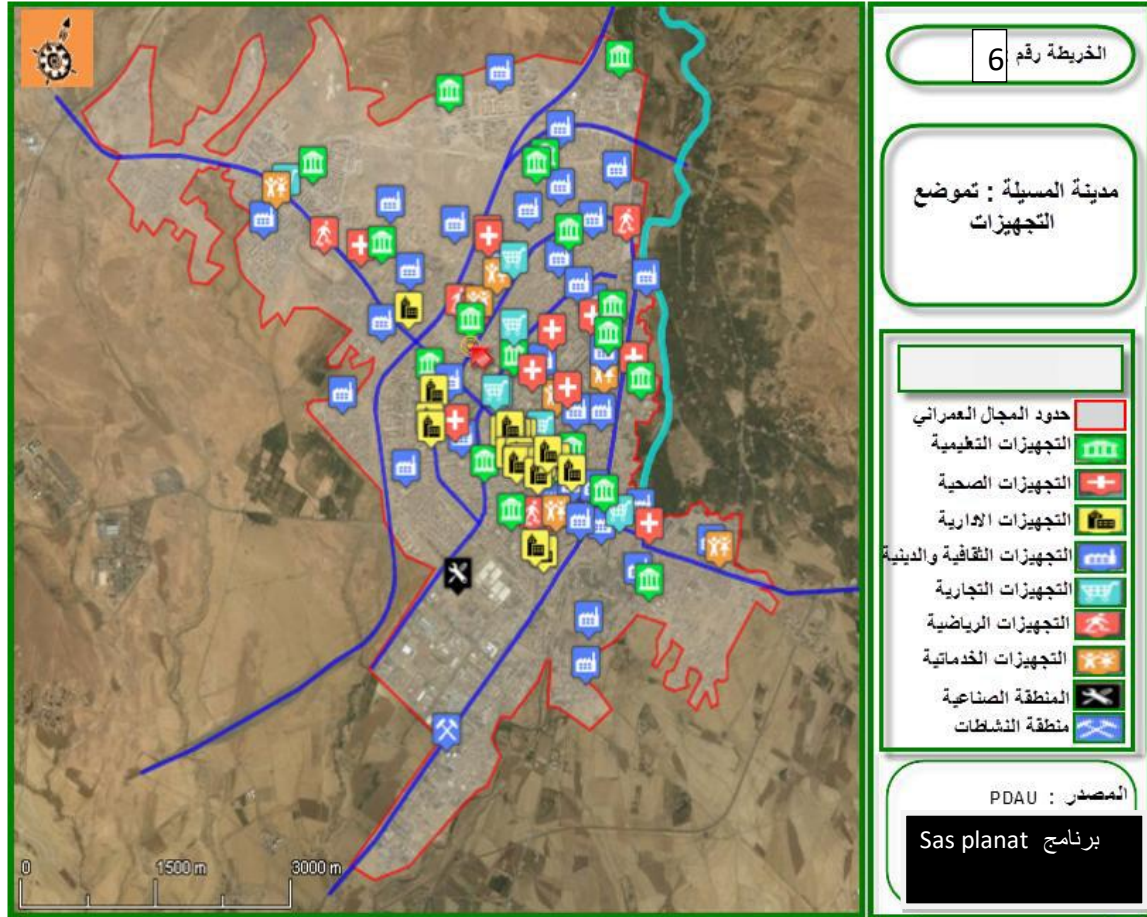 الخريطة رقم 6
مدينة المسيلة : تموضع
التجهيزات
حدود المجال العمراني
التجهيزات التعليمية
التجهيزات الصحية
التجهيزات الادارية
التجهيزات الثقافية والدينية
التجهيزات التجارية
التجهيزات الرياضية
التجهيزات الخدماتية
المنطقة الصناعية
منطقة النشاطات
المصدر : PDAU
برنامج Sas planat
0 1500 m 3000 m